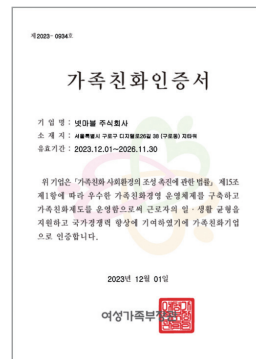 제2023- 0934호
가족친화인증서
기 업 명 : 넷마블 주식회사
소 재 지 : 서울특별시 구로구 디지털로26길 38 (구로동) 지타워
유효기간 : 2023.12.01~2026.11.30
위 기업은 「가족친화 사회환경의 조성 촉진에 관한 법률」 제15조
제1항에 따라 우수한 가족친화경영 운영체제를 구축하고
가족친화제도를 운영함으로써 근로자의 일·생활 균형을
지원하고 국가경쟁력 향상에 기여하였기에 가족친화기업
으로 인증합니다.
2023년 12월 01일
여성가족부장관